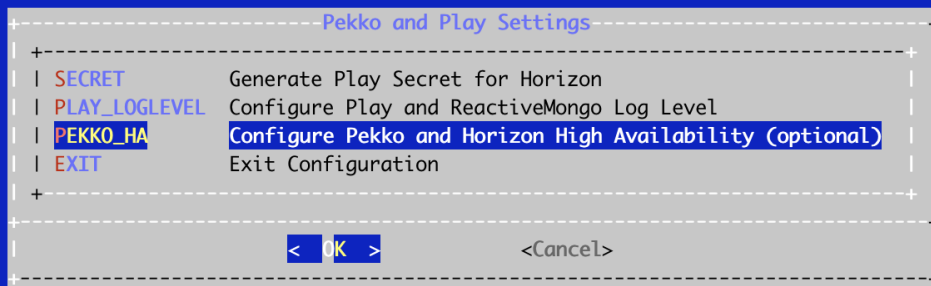 Pekko and Play Settings
SECRET Generate Play Secret for Horizon
PLAY_LOGLEVEL Configure Play and ReactiveMongo Log Level
PEKKO_HA Configure Pekko and Horizon High Availability (optional)
EXIT Exit Configuration
< OK > <Cancel>